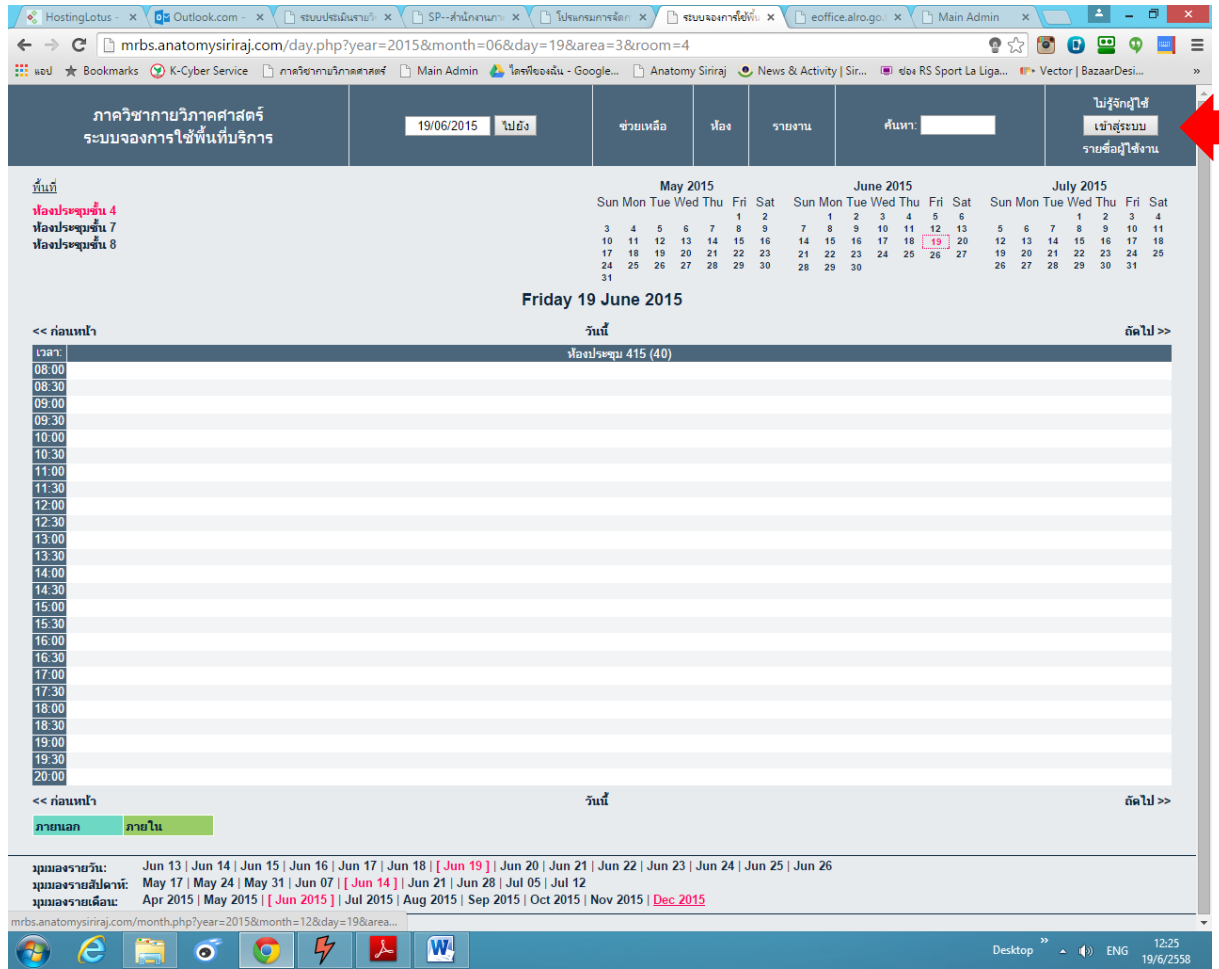 HostingLotus - Outlook.com - ระบบประเมินรายวิ SP--สำนักงานภา โปรแกรมการจัดก ระบบจองการใช้พื้น eoffice.alro.go.t Main Admin
mrbs.anatomysiriraj.com/day.php?year=2015&month=06&day=19&area=3&room=4
แอป Bookmarks K-Cyber Service ภาควิชากายวิภาคศาสตร์ Main Admin ไดรฟ์ของฉัน - Google... Anatomy Siriraj News & Activity | Sir... ช่อง RS Sport La Liga... Vector | BazaarDesi... »
ภาควิชากายวิภาคศาสตร์
ระบบจองการใช้พื้นที่บริการ
19/06/2015 ไปยัง
ช่วยเหลือ ห้อง รายงาน ค้นหา:
ไม่รู้จักผู้ใช้
เข้าสู่ระบบ
รายชื่อผู้ใช้งาน
พื้นที่
ห้องประชุมชั้น 4
ห้องประชุมชั้น 7
ห้องประชุมชั้น 8
May 2015
Sun Mon Tue Wed Thu Fri Sat
1 2
3 4 5 6 7 8 9
10 11 12 13 14 15 16
17 18 19 20 21 22 23
24 25 26 27 28 29 30
31
June 2015
Sun Mon Tue Wed Thu Fri Sat
1 2 3 4 5 6
7 8 9 10 11 12 13
14 15 16 17 18 19 20
21 22 23 24 25 26 27
28 29 30
July 2015
Sun Mon Tue Wed Thu Fri Sat
1 2 3 4
5 6 7 8 9 10 11
12 13 14 15 16 17 18
19 20 21 22 23 24 25
26 27 28 29 30 31
Friday 19 June 2015
<< ก่อนหน้า วันนี้ ถัดไป >>
เวลา: ห้องประชุม 415 (40)
08:00
08:30
09:00
09:30
10:00
10:30
11:00
11:30
12:00
12:30
13:00
13:30
14:00
14:30
15:00
15:30
16:00
16:30
17:00
17:30
18:00
18:30
19:00
19:30
20:00
<< ก่อนหน้า วันนี้ ถัดไป >>
ภายนอก ภายใน
มุมมองรายวัน: Jun 13 | Jun 14 | Jun 15 | Jun 16 | Jun 17 | Jun 18 | [ Jun 19 ] | Jun 20 | Jun 21 | Jun 22 | Jun 23 | Jun 24 | Jun 25 | Jun 26
มุมมองรายสัปดาห์: May 17 | May 24 | May 31 | Jun 07 | [ Jun 14 ] | Jun 21 | Jun 28 | Jul 05 | Jul 12
มุมมองรายเดือน: Apr 2015 | May 2015 | [ Jun 2015 ] | Jul 2015 | Aug 2015 | Sep 2015 | Oct 2015 | Nov 2015 | Dec 2015
mrbs.anatomysiriraj.com/month.php?year=2015&month=12&day=19&area...
Desktop » ENG 12:25
19/6/2558